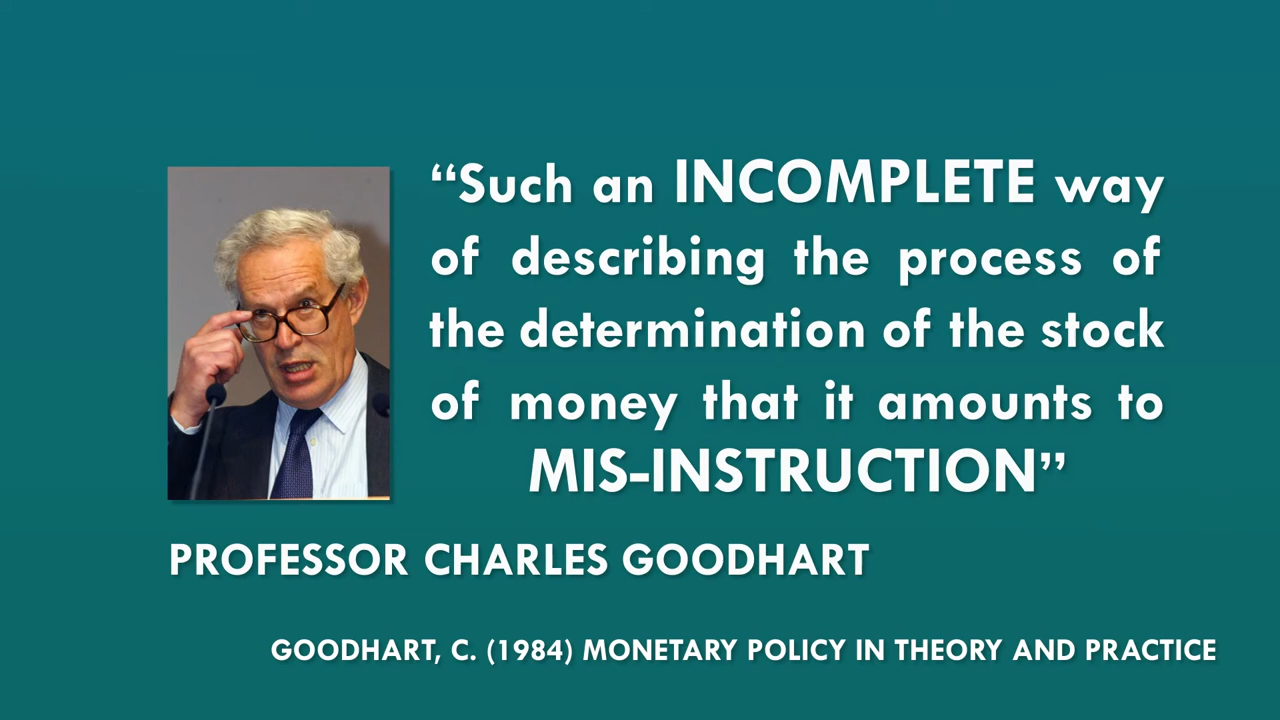 “Such an INCOMPLETE way
of describing the process of
the determination of the stock
of money that it amounts to
MIS-INSTRUCTION”
PROFESSOR CHARLES GOODHART
GOODHART, C. (1984) MONETARY POLICY IN THEORY AND PRACTICE